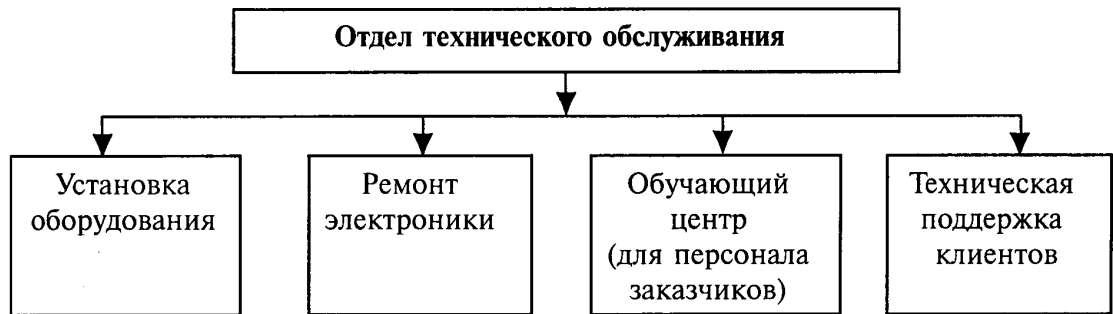 Отдел технического обслуживания
Установка
оборудования
Ремонт
электроники
Обучающий
центр
(для персонала
заказчиков)
Техническая
поддержка
клиентов